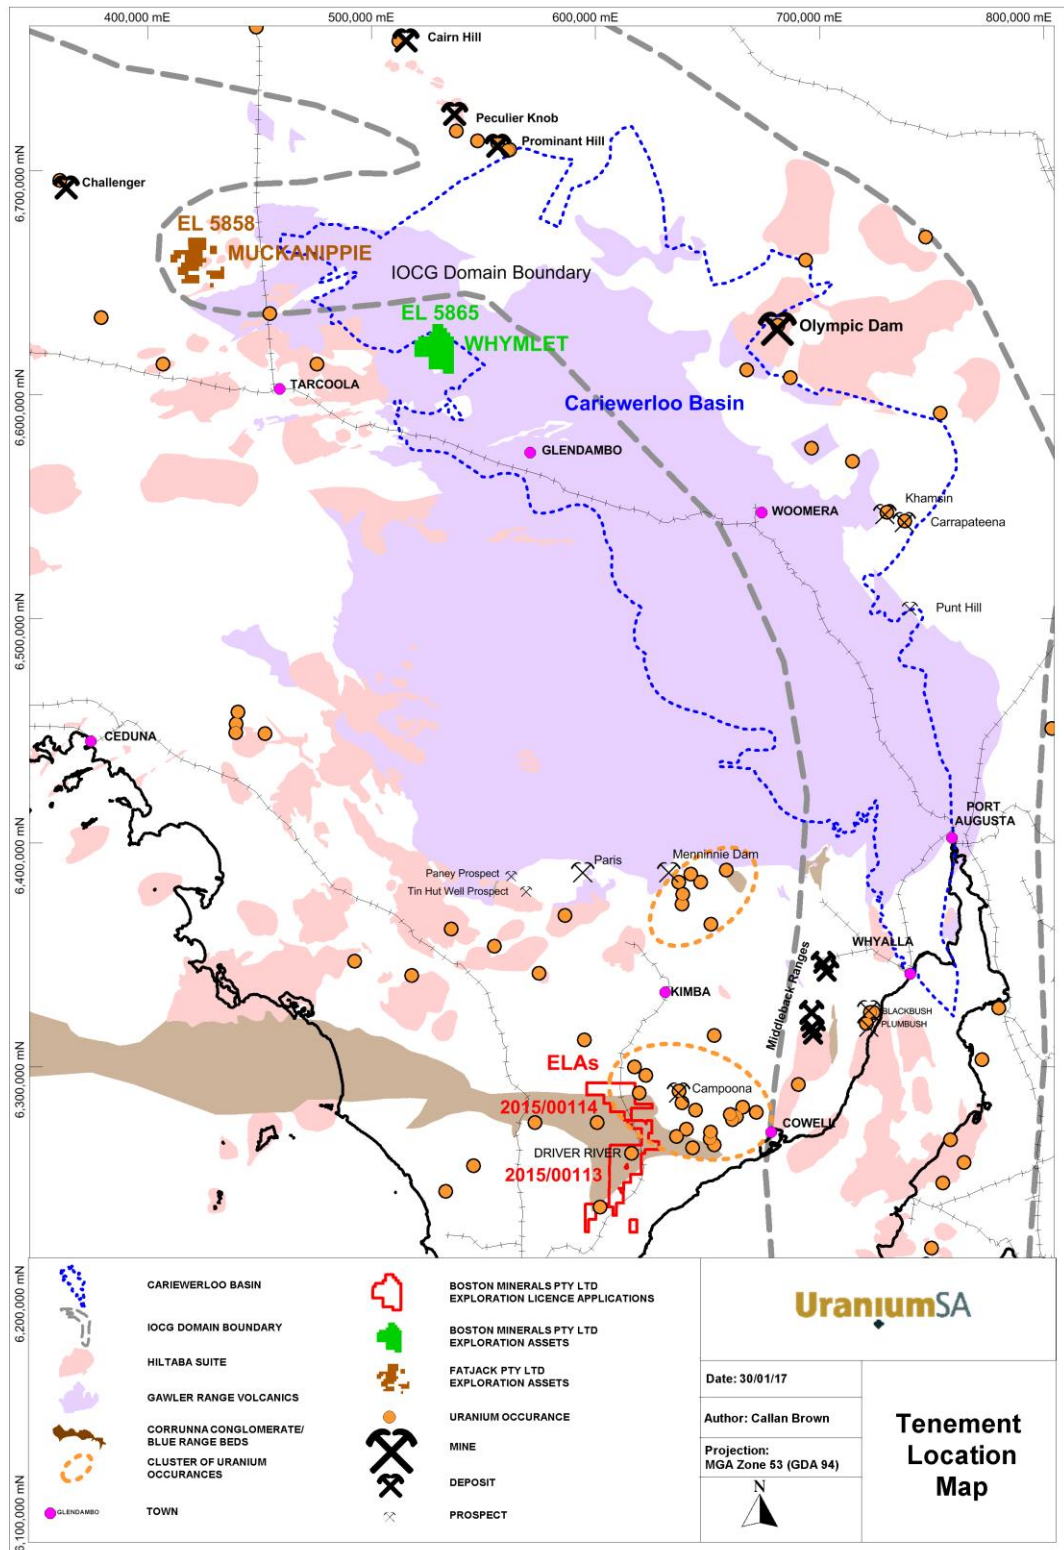 400,000 mE
500,000 mE
600,000 mE
700,000 mE
800,000 mE
Cairn Hill
Peculier Knob
Prominant Hill
6,700,000 mN
Challenger
EL 5858
MUCKANIPPIE
IOCG Domain Boundary
EL 5865
WHYMLET
Olympic Dam
TARCOOLA
6,600,000 mN
Cariewerloo Basin
GLENDAMBO
Khamsin
WOOMERA
Carrapateena
6,500,000 mN
Punt Hill
CEDUNA
PORT
AUGUSTA
6,400,000 mN
Paris
Menninnie Dam
Paney Prospect
Tin Hut Well Prospect
WHYALLA
Middleback Ranges
KIMBA
BLACKBUSH
PLUMBUSH
6,300,000 mN
ELAs
Campoona
2015/00114
COWELL
DRIVER RIVER
2015/00113
6,200,000 mN
6,100,000 mN
CARIEWERLOO BASIN
IOCG DOMAIN BOUNDARY
HILTABA SUITE
GAWLER RANGE VOLCANICS
CORRUNNA CONGLOMERATE/
BLUE RANGE BEDS
CLUSTER OF URANIUM
OCCURANCES
GLENDAMBO
TOWN
BOSTON MINERALS PTY LTD
EXPLORATION LICENCE APPLICATIONS
BOSTON MINERALS PTY LTD
EXPLORATION ASSETS
FATJACK PTY LTD
EXPLORATION ASSETS
URANIUM OCCURANCE
MINE
DEPOSIT
PROSPECT
UraniumSA
Date: 30/01/17
Author: Callan Brown
Projection:
MGA Zone 53 (GDA 94)
N
Tenement
Location
Map